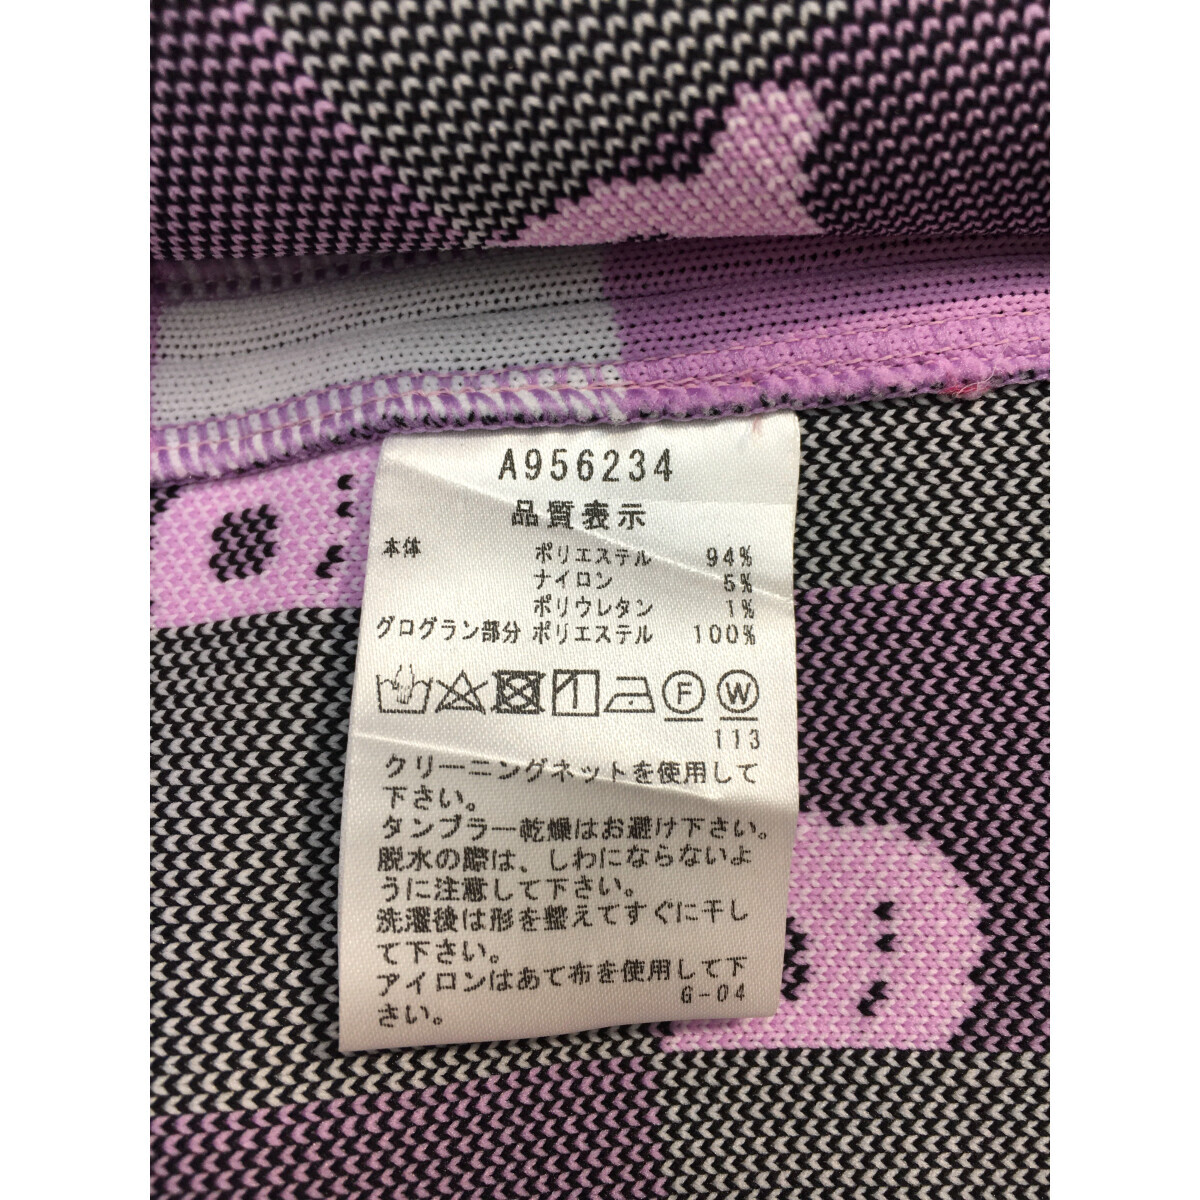 A956234
品質表示
本体 ポリエステル 94%
ナイロン 5%
ポリウレタン 1%
グログラン部分 ポリエステル 100%
F W
113
クリーニングネットを使用して
下さい。
タンブラー乾燥はお避け下さい。
脱水の際は、しわにならないよ
うに注意して下さい。
洗濯後は形を整えてすぐに干し
て下さい。
アイロンはあて布を使用して下
さい。
G-04